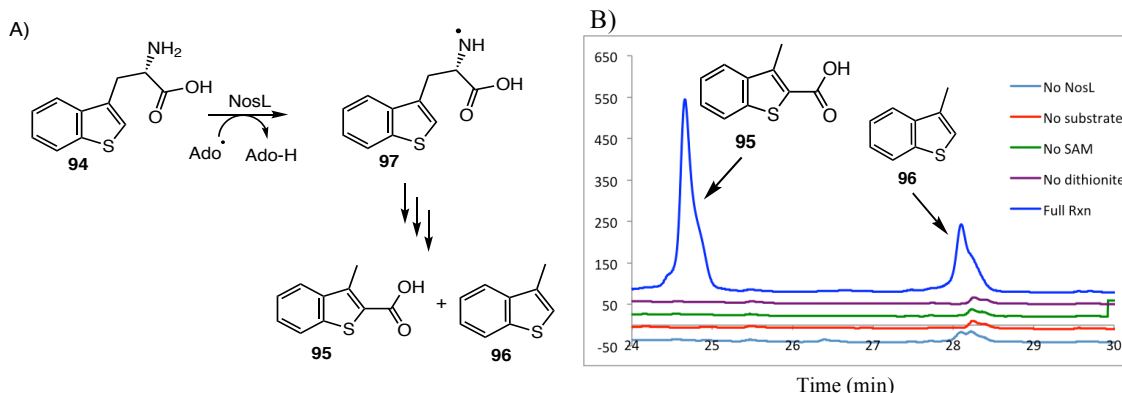 A)
NH2
OH
O
S
94
NosL
Ado•
Ado-H
•
NH
OH
O
S
97
OH
O
S
95
+
S
96
B)
650
550
450
350
250
150
50
-50
24
25
26
27
28
29
30
OH
O
S
95
S
96
No NosL
No substrate
No SAM
No dithionite
Full Rxn
Time (min)